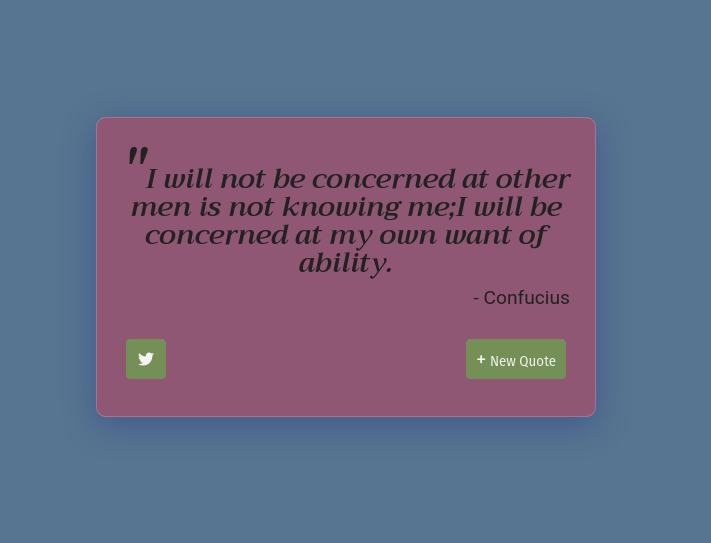 "I will not be concerned at other
men is not knowing me;I will be
concerned at my own want of
ability.
- Confucius
+ New Quote